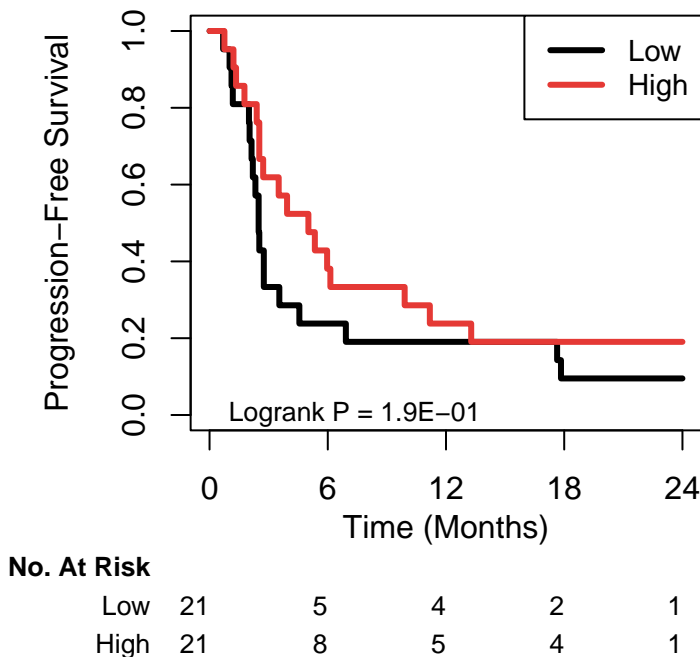 Progression−Free Survival
1.0
0.8
0.6
0.4
0.2
0.0
Low
High
Logrank P = 1.9E−01
0 6 12 18 24
Time (Months)
No. At Risk
Low 21 5 4 2 1
High 21 8 5 4 1